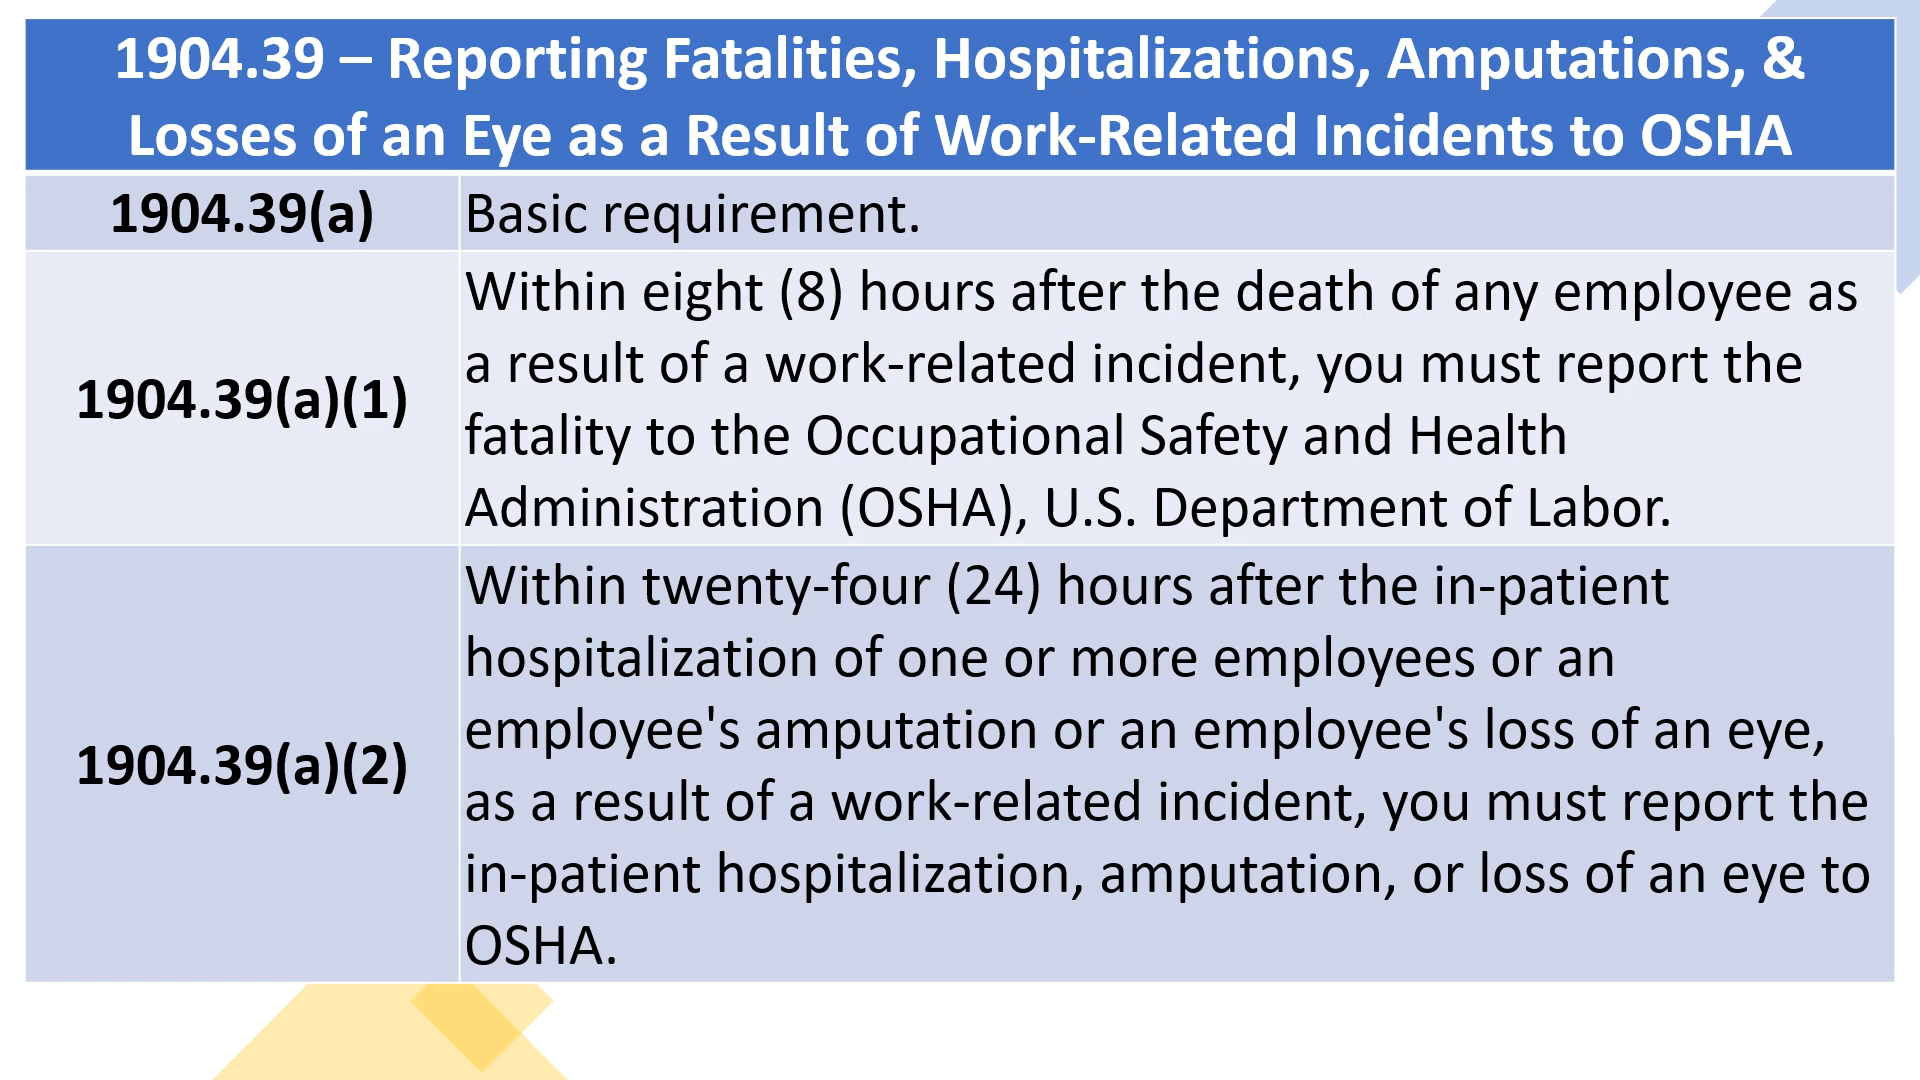 1904.39 – Reporting Fatalities, Hospitalizations, Amputations, &
Losses of an Eye as a Result of Work-Related Incidents to OSHA
1904.39(a)
Basic requirement.
1904.39(a)(1)
Within eight (8) hours after the death of any employee as
a result of a work-related incident, you must report the
fatality to the Occupational Safety and Health
Administration (OSHA), U.S. Department of Labor.
1904.39(a)(2)
Within twenty-four (24) hours after the in-patient
hospitalization of one or more employees or an
employee's amputation or an employee's loss of an eye,
as a result of a work-related incident, you must report the
in-patient hospitalization, amputation, or loss of an eye to
OSHA.